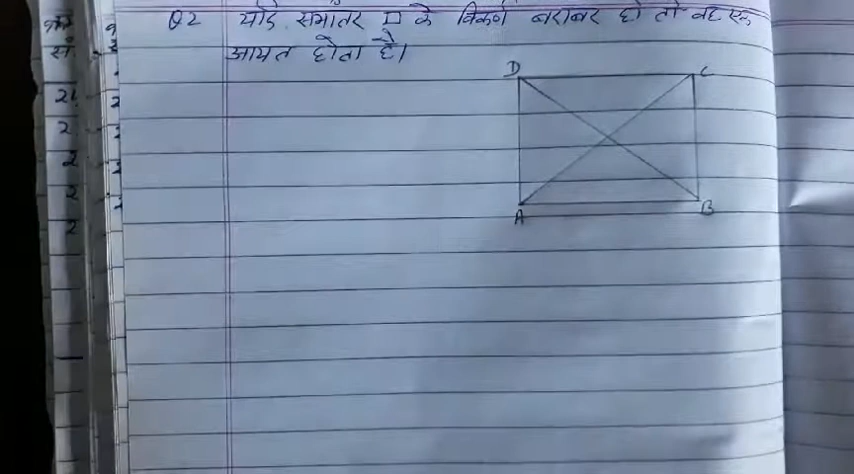 Q2 यदि समांतर □ के विकर्ण बराबर हो तो वह एक
आयत होता है।
D C
A B